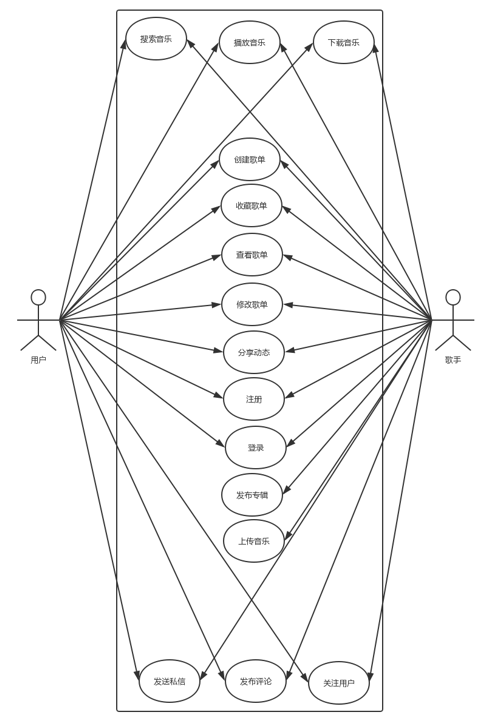 搜索音乐
播放音乐
下载音乐
创建歌单
收藏歌单
查看歌单
修改歌单
用户
歌手
分享动态
注册
登录
发布专辑
上传音乐
发送私信
发布评论
关注用户